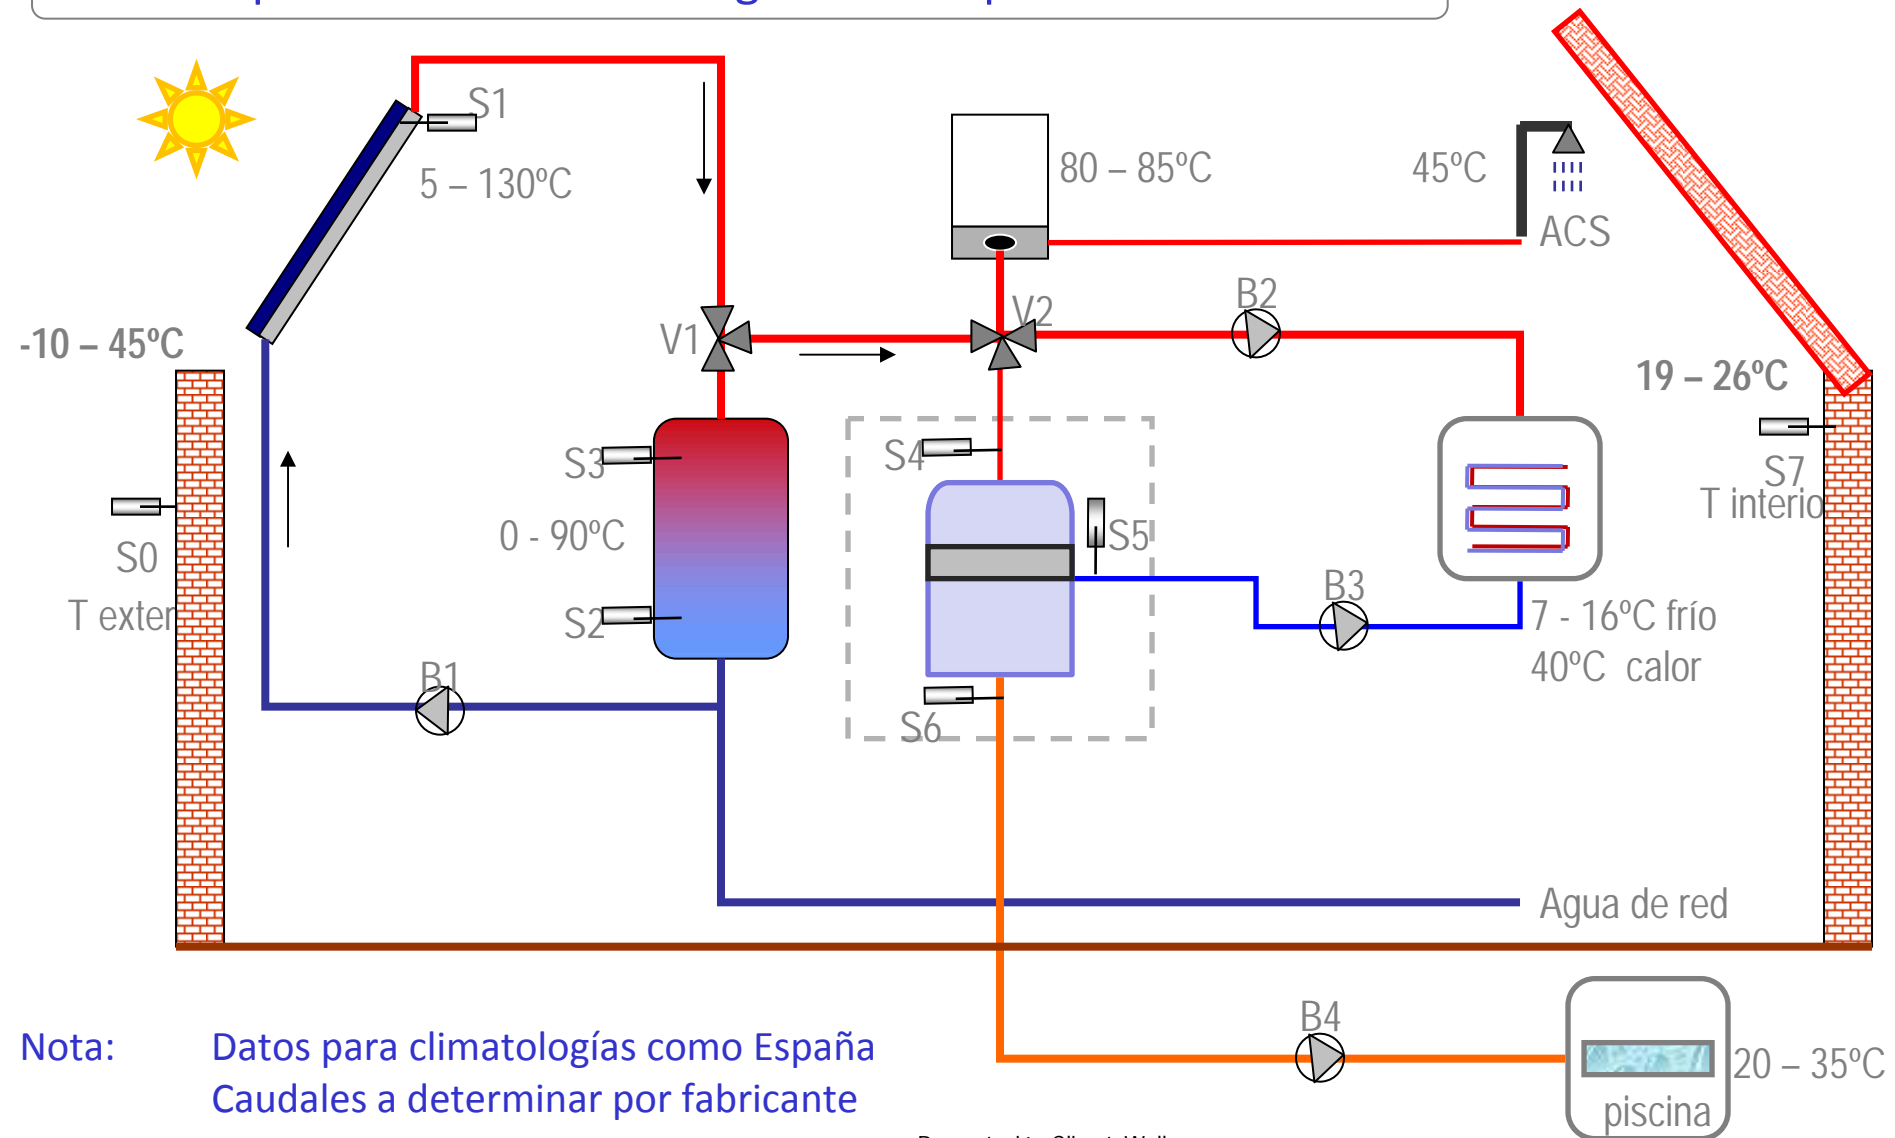 S1
5 – 130ºC
80 – 85ºC
45ºC
ACS
B2
V2
V1
-10 – 45ºC
19 – 26ºC
S3
S4
S7
T interio
0 - 90ºC
S5
S0
T exter
S2
B3
7 - 16ºC frío
40ºC calor
B1
S6
Agua de red
B4
Nota: Datos para climatologías como España
Caudales a determinar por fabricante
20 – 35ºC
piscina